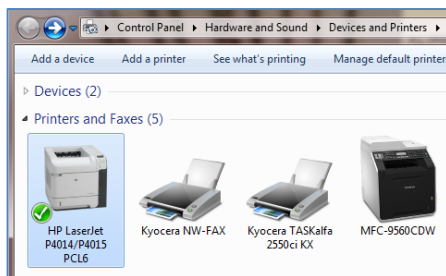 Control Panel ▸ Hardware and Sound ▸ Devices and Printers ▸
Add a device Add a printer See what's printing Manage default printer
Devices (2)
Printers and Faxes (5)
HP LaserJet
P4014/P4015
PCL6
Kyocera NW-FAX
Kyocera TASKalfa
2550ci KX
MFC-9560CDW